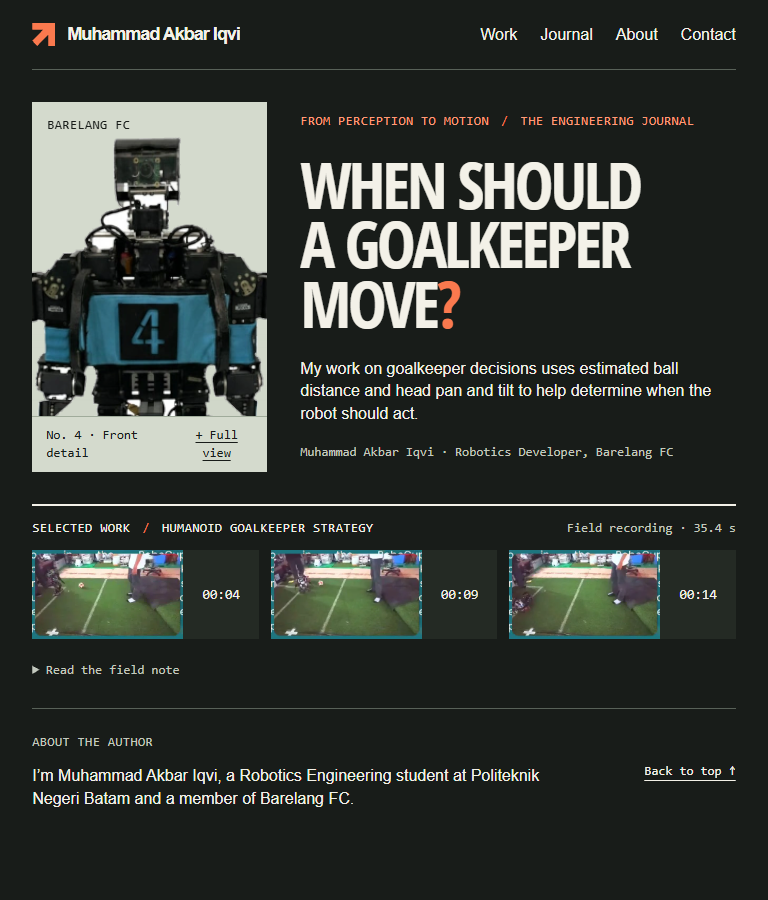 Muhammad Akbar Iqvi
Work Journal About Contact
BARELANG FC
4
No. 4 · Front
detail
+ Full
view
FROM PERCEPTION TO MOTION / THE ENGINEERING JOURNAL
WHEN SHOULD
A GOALKEEPER
MOVE?
My work on goalkeeper decisions uses estimated ball
distance and head pan and tilt to help determine when the
robot should act.
Muhammad Akbar Iqvi · Robotics Developer, Barelang FC
SELECTED WORK / HUMANOID GOALKEEPER STRATEGY
Field recording · 35.4 s
00:04
00:09
00:14
▶ Read the field note
ABOUT THE AUTHOR
I’m Muhammad Akbar Iqvi, a Robotics Engineering student at Politeknik
Negeri Batam and a member of Barelang FC.
Back to top ↑